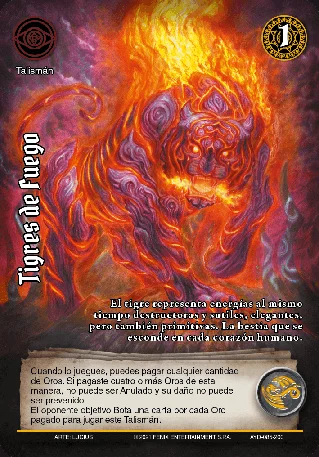 1
Talismán
Tigres de Fuego
El tigre representa energías al mismo
tiempo destructoras y sutiles, elegantes,
pero también primitivas. La bestia que se
esconde en cada corazón humano.
Cuando lo juegues, puedes pagar cualquier cantidad
de Oros. Si pagaste cuatro o más Oros de esta
manera, no puede ser Anulado y su daño no puede
ser prevenido.
El oponente objetivo Bota una carta por cada Oro
pagado para jugar este Talismán.
FENIX ENTERTAINMENT S.P.A.